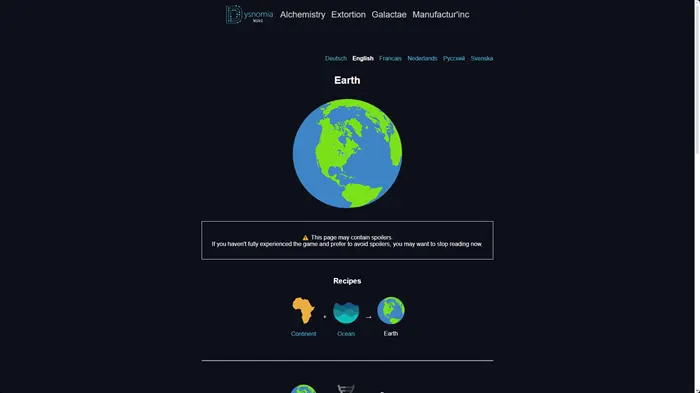 Dysnomia Alchemistry Extortion Galactae Manufactur'inc
WIKI
Deutsch English Francais Nederlands Русский Svenska
Earth
⚠ This page may contain spoilers.
If you haven't fully experienced the game and prefer to avoid spoilers, you may want to stop reading now.
Recipes
+ →
Continent Ocean Earth